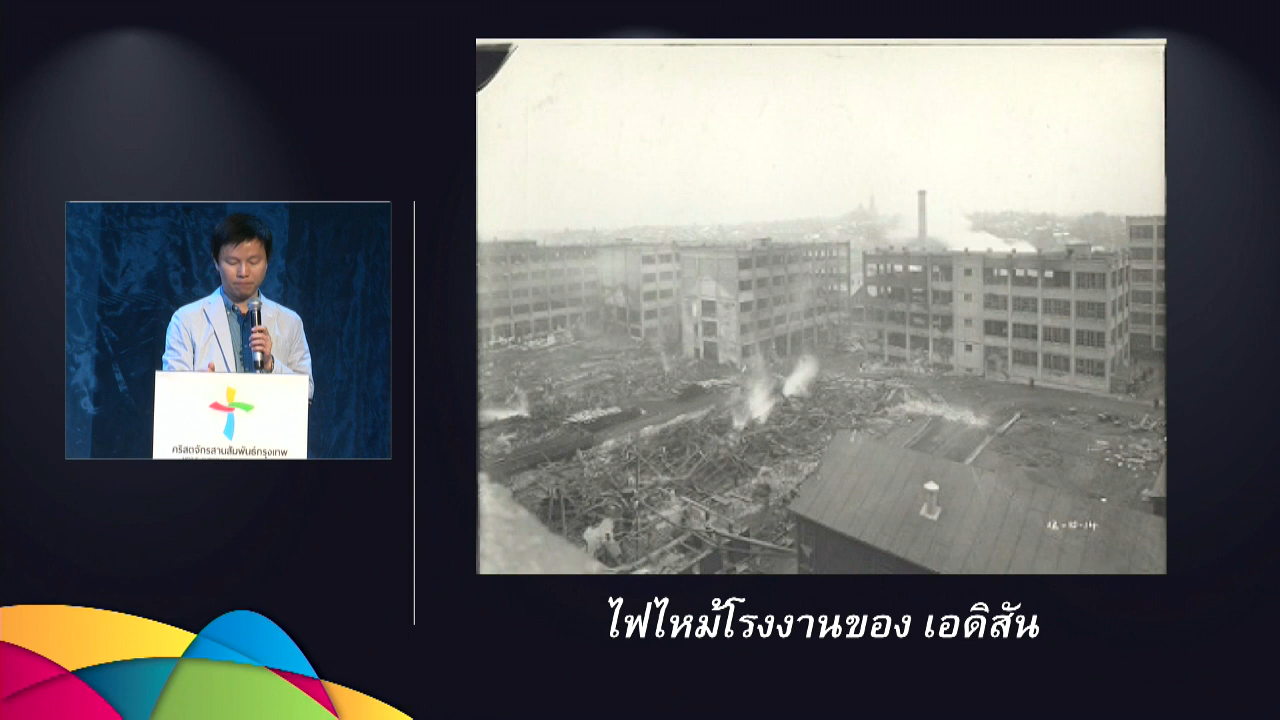 คริสตจักรสานสัมพันธ์กรุงเทพ
ไฟไหม้โรงงานของ เอดิสัน